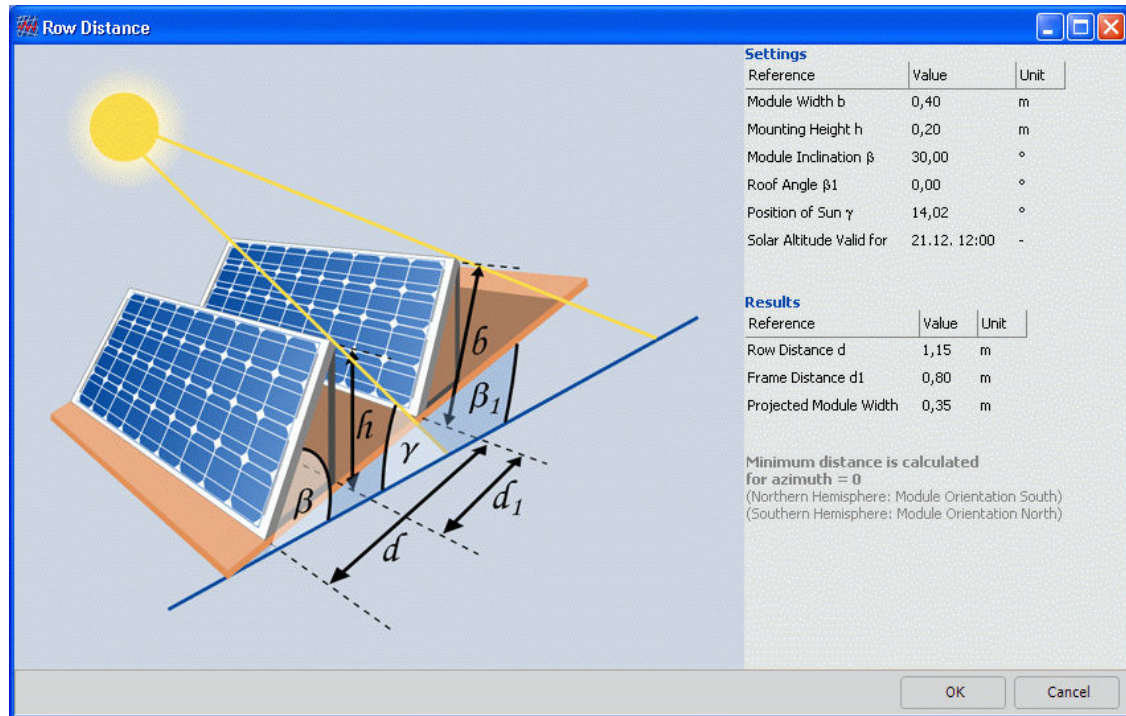 Row Distance
Settings
Reference Value Unit
Module Width b 0,40 m
Mounting Height h 0,20 m
Module Inclination β 30,00 °
Roof Angle β1 0,00 °
Position of Sun γ 14,02 °
Solar Altitude Valid for 21.12. 12:00 -
Results
Reference Value Unit
Row Distance d 1,15 m
Frame Distance d1 0,80 m
Projected Module Width 0,35 m
Minimum distance is calculated
for azimuth = 0
(Northern Hemisphere: Module Orientation South)
(Southern Hemisphere: Module Orientation North)
b
β1
h
γ
β
d1
d
OK Cancel